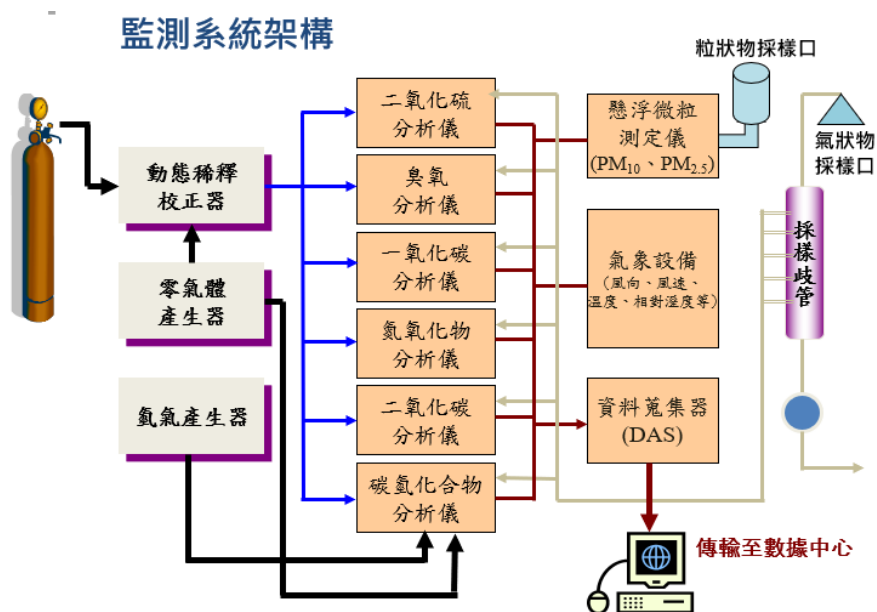 監測系統架構
粒狀物採樣口
二氧化硫
分析儀
懸浮微粒
測定儀
(PM₁₀、PM₂.₅)
氣狀物
採樣口
動態稀釋
校正器
臭氧
分析儀
採樣歧管
一氧化碳
分析儀
氣象設備
(風向、風速、
溫度、相對溼度等)
零氣體
產生器
氮氧化物
分析儀
氫氣產生器
二氧化碳
分析儀
資料蒐集器
(DAS)
碳氫化合物
分析儀
傳輸至數據中心